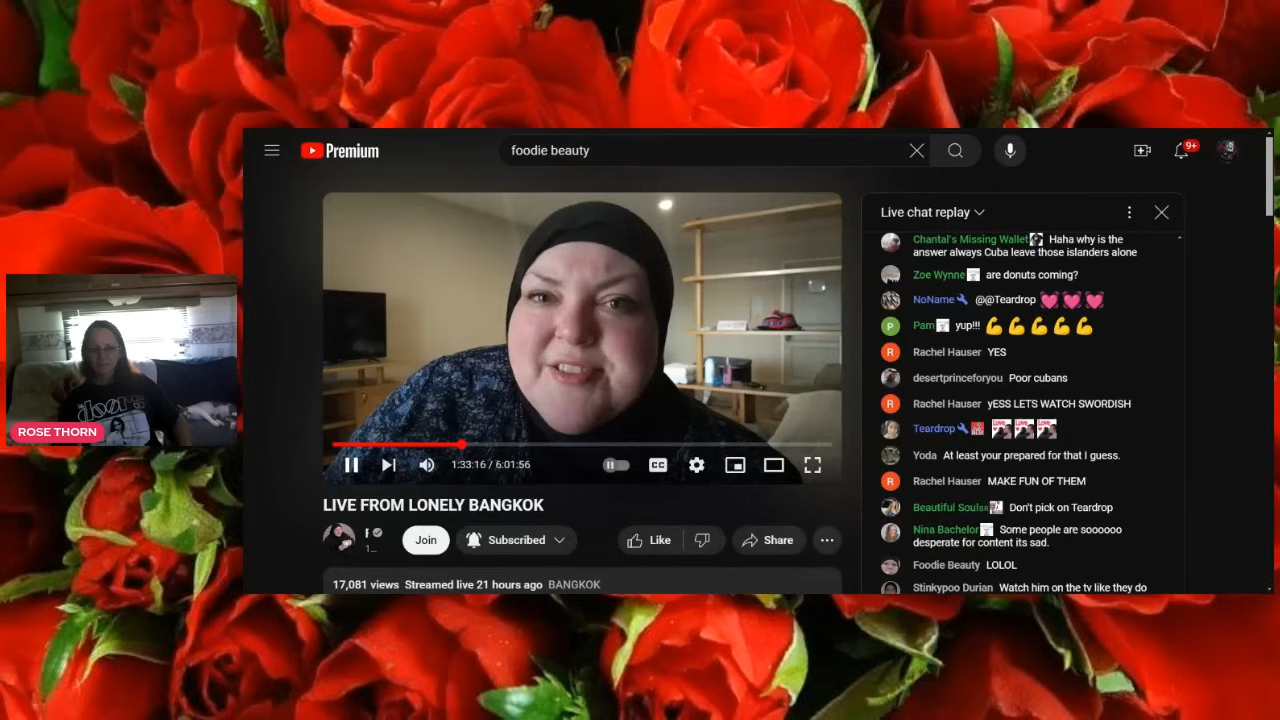 Premium
foodie beauty
9+
Live chat replay
Chantal's Missing Wallet Haha why is the
answer always Cuba leave those islanders alone
Zoe Wynne are donuts coming?
NoName @@Teardrop
P Pam yup!!!
R Rachel Hauser YES
desertprinceforyou Poor cubans
R Rachel Hauser yESS LETS WATCH SWORDISH
Teardrop
Yoda At least your prepared for that I guess.
R Rachel Hauser MAKE FUN OF THEM
Beautiful Souls Don't pick on Teardrop
Nina Bachelor Some people are soooooo
desperate for content its sad.
Foodie Beauty LOLOL
Stinkypoo Durian Watch him on the tv like they do
doors
ROSE THORN
1:33:16 / 6:01:56
CC
LIVE FROM LONELY BANGKOK
F
1...
Join
Subscribed
Like
Share
17,081 views Streamed live 21 hours ago BANGKOK